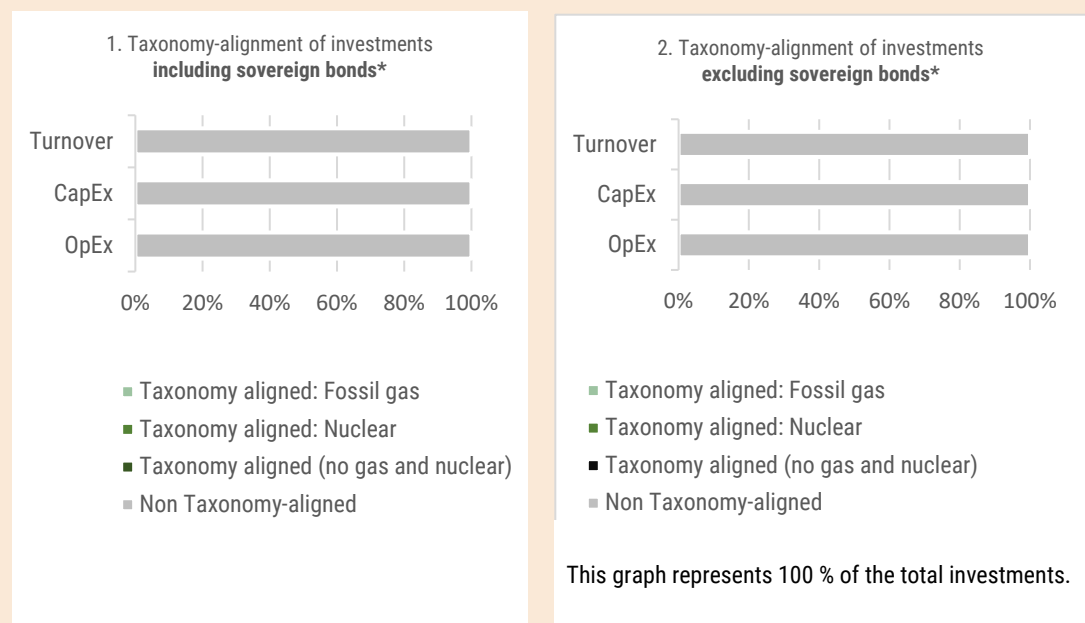 1. Taxonomy-alignment of investments
including sovereign bonds*
Turnover
CapEx
OpEx
0% 20% 40% 60% 80% 100%
Taxonomy aligned: Fossil gas
Taxonomy aligned: Nuclear
Taxonomy aligned (no gas and nuclear)
Non Taxonomy-aligned
2. Taxonomy-alignment of investments
excluding sovereign bonds*
Turnover
CapEx
OpEx
0% 20% 40% 60% 80% 100%
Taxonomy aligned: Fossil gas
Taxonomy aligned: Nuclear
Taxonomy aligned (no gas and nuclear)
Non Taxonomy-aligned
This graph represents 100 % of the total investments.